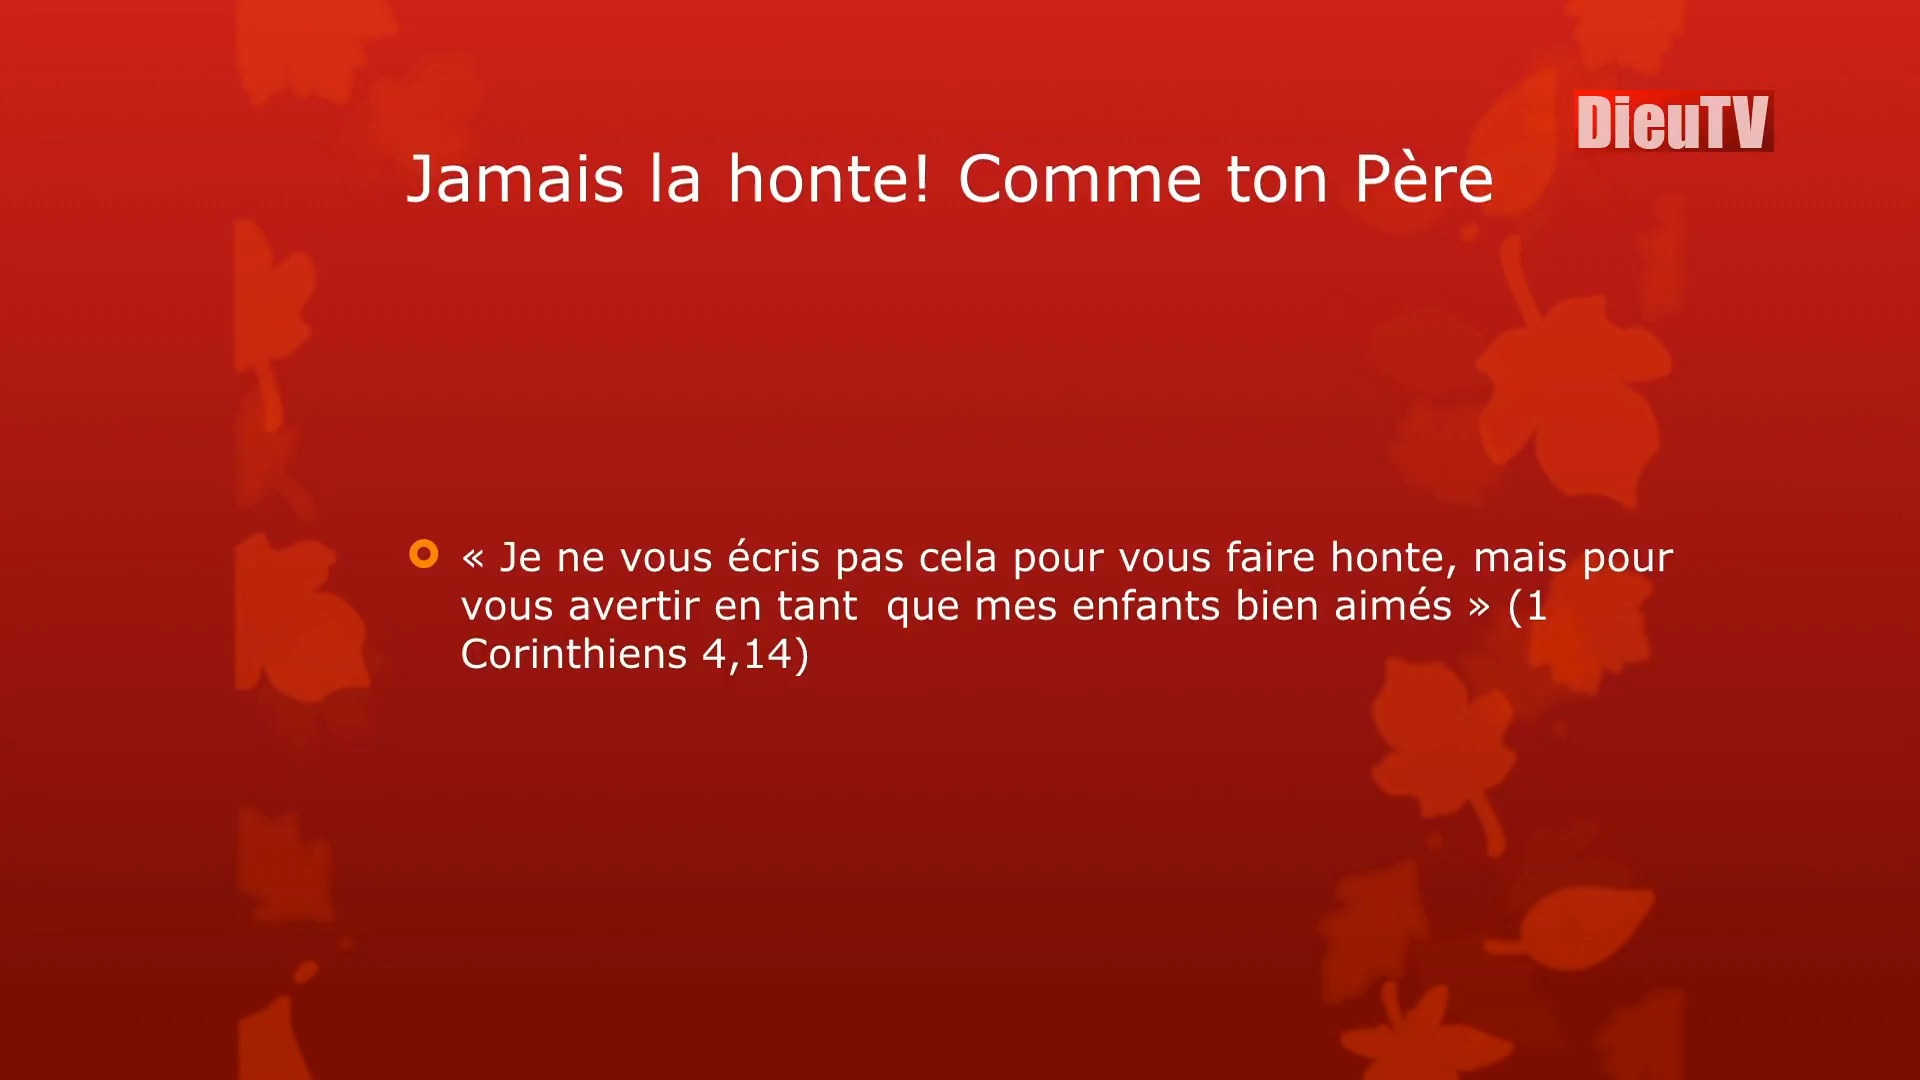 DieuTV
Jamais la honte! Comme ton Père
« Je ne vous écris pas cela pour vous faire honte, mais pour
vous avertir en tant  que mes enfants bien aimés » (1
Corinthiens 4,14)